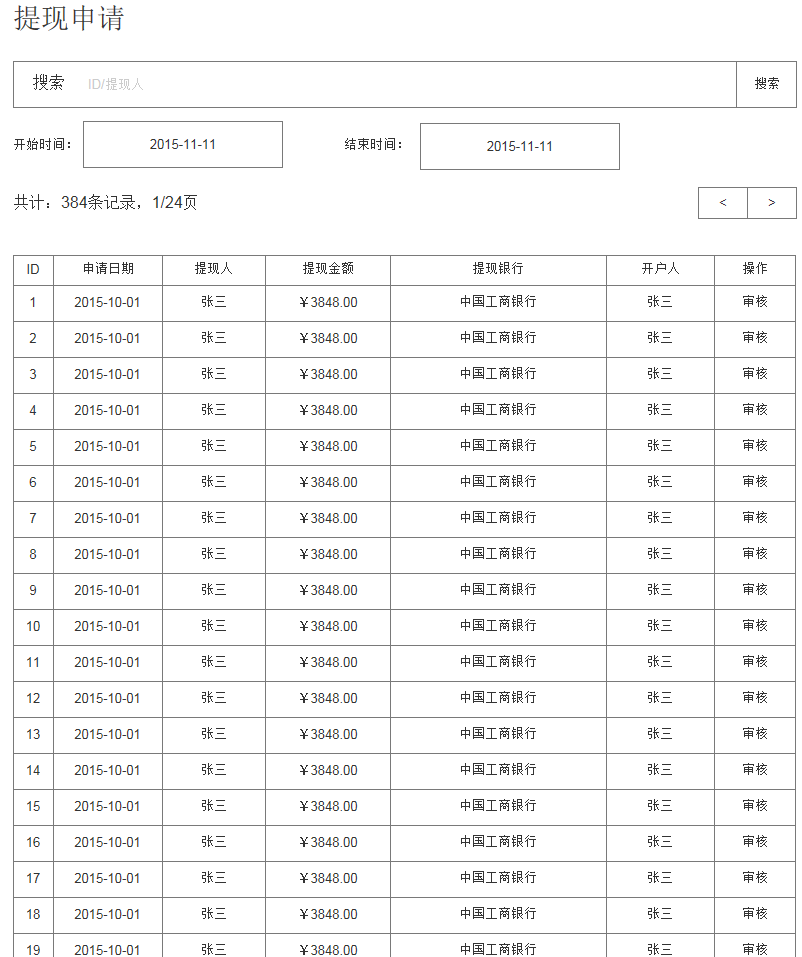 提现申请
搜索 ID/提现人 搜索
开始时间： 2015-11-11 结束时间： 2015-11-11
共计：384条记录，1/24页 < >
ID 申请日期 提现人 提现金额 提现银行 开户人 操作
1 2015-10-01 张三 ￥3848.00 中国工商银行 张三 审核
2 2015-10-01 张三 ￥3848.00 中国工商银行 张三 审核
3 2015-10-01 张三 ￥3848.00 中国工商银行 张三 审核
4 2015-10-01 张三 ￥3848.00 中国工商银行 张三 审核
5 2015-10-01 张三 ￥3848.00 中国工商银行 张三 审核
6 2015-10-01 张三 ￥3848.00 中国工商银行 张三 审核
7 2015-10-01 张三 ￥3848.00 中国工商银行 张三 审核
8 2015-10-01 张三 ￥3848.00 中国工商银行 张三 审核
9 2015-10-01 张三 ￥3848.00 中国工商银行 张三 审核
10 2015-10-01 张三 ￥3848.00 中国工商银行 张三 审核
11 2015-10-01 张三 ￥3848.00 中国工商银行 张三 审核
12 2015-10-01 张三 ￥3848.00 中国工商银行 张三 审核
13 2015-10-01 张三 ￥3848.00 中国工商银行 张三 审核
14 2015-10-01 张三 ￥3848.00 中国工商银行 张三 审核
15 2015-10-01 张三 ￥3848.00 中国工商银行 张三 审核
16 2015-10-01 张三 ￥3848.00 中国工商银行 张三 审核
17 2015-10-01 张三 ￥3848.00 中国工商银行 张三 审核
18 2015-10-01 张三 ￥3848.00 中国工商银行 张三 审核
19 2015-10-01 张三 ￥3848.00 中国工商银行 张三 审核